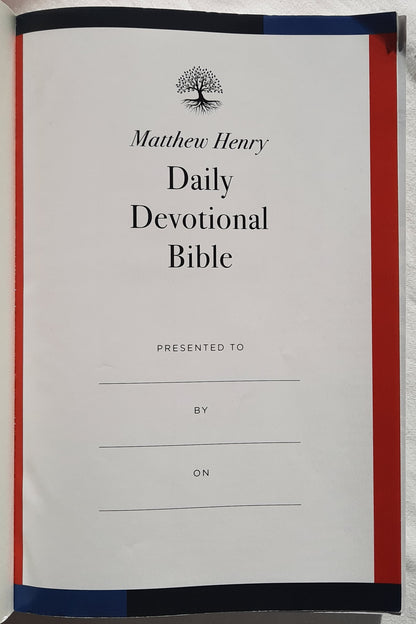 Matthew Henry
Daily
Devotional
Bible
PRESENTED TO
BY
ON